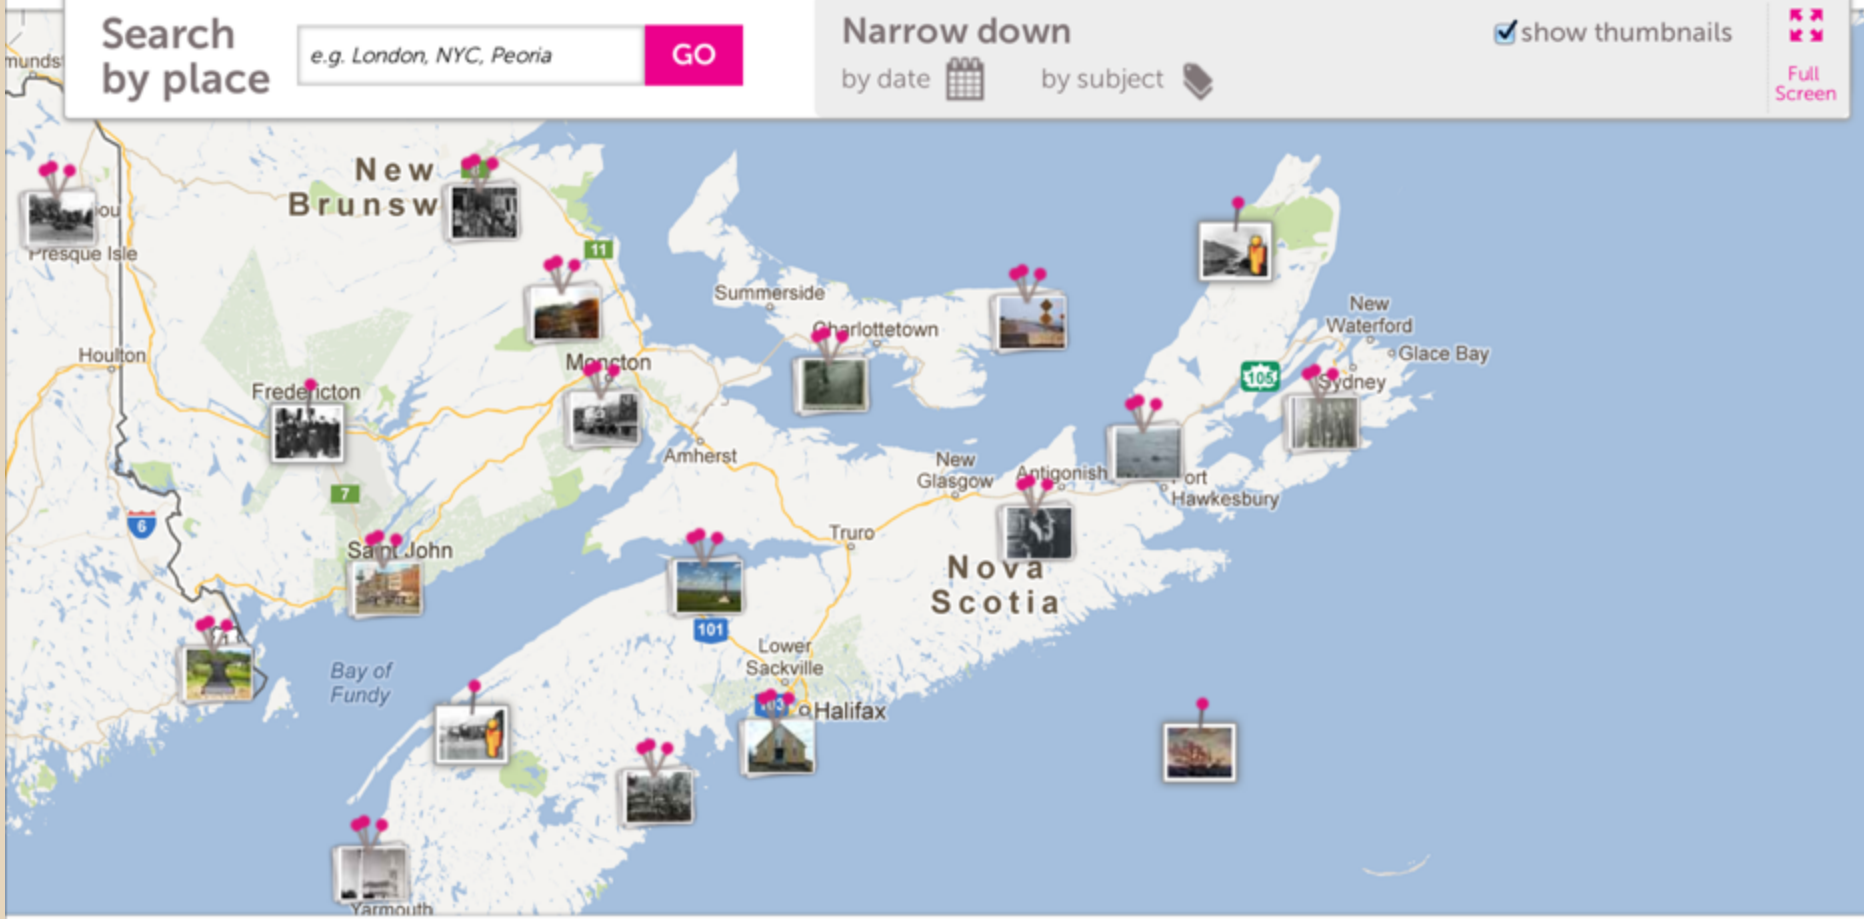 Search
by place
e.g. London, NYC, Peoria
GO
Narrow down
by date
by subject
show thumbnails
Full
Screen
New
Brunsw
Presque Isle
11
Summerside
Charlottetown
New
Waterford
Glace Bay
Houlton
Moncton
105
Sydney
Fredericton
Amherst
New
Glasgow
Antigonish
Port
Hawkesbury
7
6
Truro
Saint John
Nova
Scotia
101
Lower
Sackville
Bay of
Fundy
103
Halifax
Yarmouth